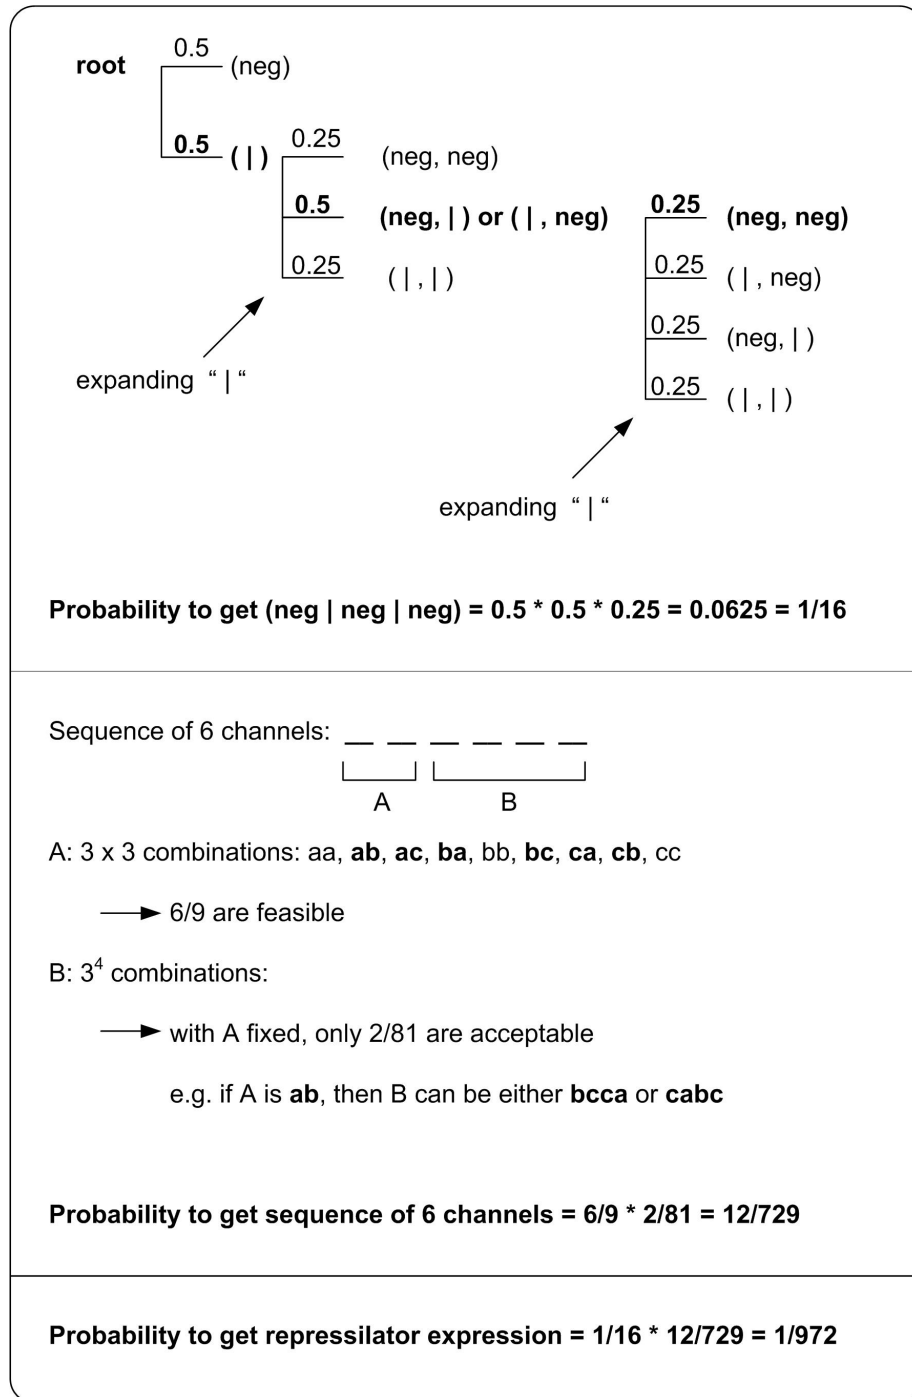 root 0.5 (neg)
0.5 ( | ) 0.25 (neg, neg)
0.5 (neg, | ) or ( | , neg) 0.25 (neg, neg)
0.25 ( | , | ) 0.25 ( | , neg)
0.25 (neg, | )
expanding “ | “ 0.25 ( | , | )
expanding “ | “
Probability to get (neg | neg | neg) = 0.5 * 0.5 * 0.25 = 0.0625 = 1/16
Sequence of 6 channels: __ __ __ __ __ __
A B
A: 3 x 3 combinations: aa, ab, ac, ba, bb, bc, ca, cb, cc
6/9 are feasible
B: 3⁴ combinations:
with A fixed, only 2/81 are acceptable
e.g. if A is ab, then B can be either bcca or cabc
Probability to get sequence of 6 channels = 6/9 * 2/81 = 12/729
Probability to get repressilator expression = 1/16 * 12/729 = 1/972